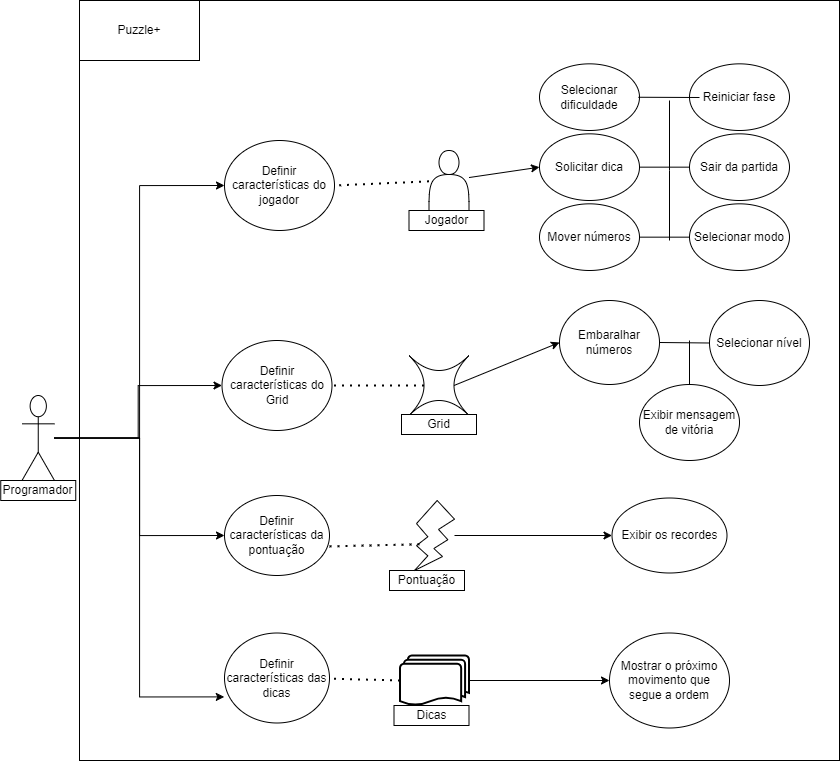 Puzzle+
Selecionar
dificuldade
Reiniciar fase
Definir
características do
jogador
Solicitar dica
Sair da partida
Jogador
Mover números
Selecionar modo
Embaralhar
números
Selecionar nível
Definir
características do
Grid
Grid
Exibir mensagem
de vitória
Programador
Definir
características da
pontuação
Exibir os recordes
Pontuação
Definir
características das
dicas
Mostrar o próximo
movimento que
segue a ordem
Dicas